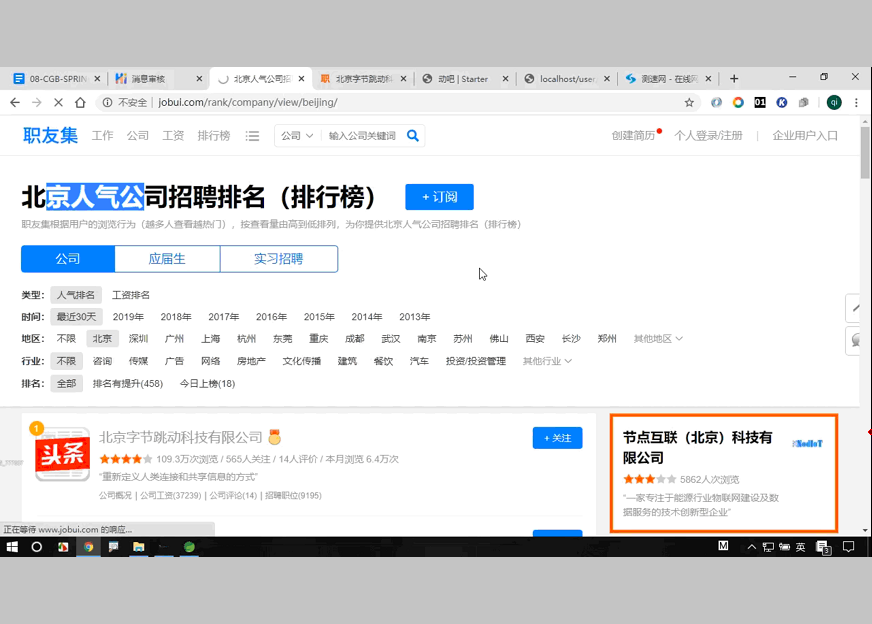 08-CGB-SPRIN
消息审核
北京人气公司招
北京字节跳动科
动吧 | Starter
localhost/user
测速网 - 在线网
不安全 | jobui.com/rank/company/view/beijing/
01
K
qi
职友集 工作 公司 工资 排行榜 公司 输入公司关键词 创建简历 个人登录/注册 | 企业用户入口
北京人气公司招聘排名（排行榜） + 订阅
职友集根据用户的浏览行为（越多人查看越热门），按查看量由高到低排列，为你提供北京人气公司招聘排名（排行榜）
公司 应届生 实习招聘
类型： 人气排名 工资排名
时间： 最近30天 2019年 2018年 2017年 2016年 2015年 2014年 2013年
地区： 不限 北京 深圳 广州 上海 杭州 东莞 重庆 成都 武汉 南京 苏州 佛山 西安 长沙 郑州 其他地区
行业： 不限 咨询 传媒 广告 网络 房地产 文化传播 建筑 餐饮 汽车 投资/投资管理 其他行业
排名： 全部 排名有提升(458) 今日上榜(18)
1
头条
北京字节跳动科技有限公司
+ 关注
109.3万次浏览 / 565人关注 / 14人评价 / 本月浏览 6.4万次
“重新定义人类连接和共享信息的方式”
公司概况 | 公司工资(37239) | 公司评论(14) | 招聘职位(9195)
节点互联（北京）科技有
限公司
NodIoT
5862人次浏览
“一家专注于能源行业物联网建设及数
据服务的技术创新型企业”
正在等待 www.jobui.com 的响应...
M
英
3